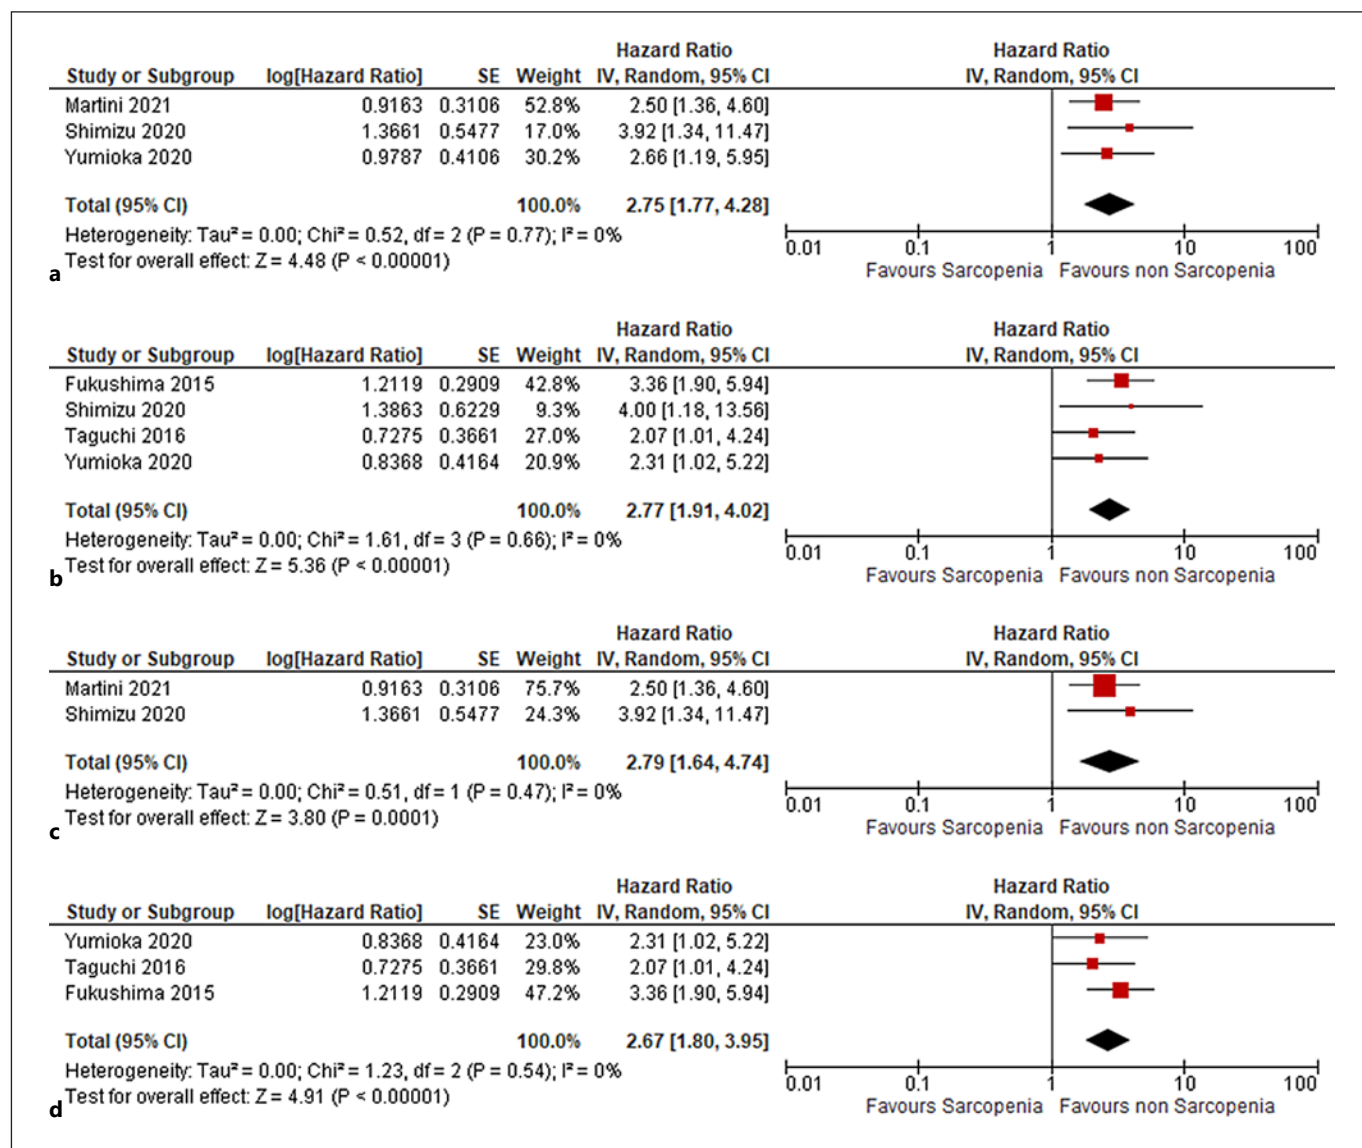 Hazard Ratio Hazard Ratio
Study or Subgroup log[Hazard Ratio] SE Weight IV, Random, 95% CI IV, Random, 95% CI
Martini 2021 0.9163 0.3106 52.8% 2.50 [1.36, 4.60]
Shimizu 2020 1.3661 0.5477 17.0% 3.92 [1.34, 11.47]
Yumioka 2020 0.9787 0.4106 30.2% 2.66 [1.19, 5.95]
Total (95% CI) 100.0% 2.75 [1.77, 4.28]
Heterogeneity: Tau² = 0.00; Chi² = 0.52, df = 2 (P = 0.77); I² = 0%
0.01 0.1 1 10 100
Test for overall effect: Z = 4.48 (P < 0.00001)
Favours Sarcopenia Favours non Sarcopenia
a
Hazard Ratio Hazard Ratio
Study or Subgroup log[Hazard Ratio] SE Weight IV, Random, 95% CI IV, Random, 95% CI
Fukushima 2015 1.2119 0.2909 42.8% 3.36 [1.90, 5.94]
Shimizu 2020 1.3863 0.6229 9.3% 4.00 [1.18, 13.56]
Taguchi 2016 0.7275 0.3661 27.0% 2.07 [1.01, 4.24]
Yumioka 2020 0.8368 0.4164 20.9% 2.31 [1.02, 5.22]
Total (95% CI) 100.0% 2.77 [1.91, 4.02]
Heterogeneity: Tau² = 0.00; Chi² = 1.61, df = 3 (P = 0.66); I² = 0%
0.01 0.1 1 10 100
Test for overall effect: Z = 5.36 (P < 0.00001)
Favours Sarcopenia Favours non Sarcopenia
b
Hazard Ratio Hazard Ratio
Study or Subgroup log[Hazard Ratio] SE Weight IV, Random, 95% CI IV, Random, 95% CI
Martini 2021 0.9163 0.3106 75.7% 2.50 [1.36, 4.60]
Shimizu 2020 1.3661 0.5477 24.3% 3.92 [1.34, 11.47]
Total (95% CI) 100.0% 2.79 [1.64, 4.74]
Heterogeneity: Tau² = 0.00; Chi² = 0.51, df = 1 (P = 0.47); I² = 0%
0.01 0.1 1 10 100
Test for overall effect: Z = 3.80 (P = 0.0001)
Favours Sarcopenia Favours non Sarcopenia
c
Hazard Ratio Hazard Ratio
Study or Subgroup log[Hazard Ratio] SE Weight IV, Random, 95% CI IV, Random, 95% CI
Yumioka 2020 0.8368 0.4164 23.0% 2.31 [1.02, 5.22]
Taguchi 2016 0.7275 0.3661 29.8% 2.07 [1.01, 4.24]
Fukushima 2015 1.2119 0.2909 47.2% 3.36 [1.90, 5.94]
Total (95% CI) 100.0% 2.67 [1.80, 3.95]
Heterogeneity: Tau² = 0.00; Chi² = 1.23, df = 2 (P = 0.54); I² = 0%
0.01 0.1 1 10 100
Test for overall effect: Z = 4.91 (P < 0.00001)
Favours Sarcopenia Favours non Sarcopenia
d